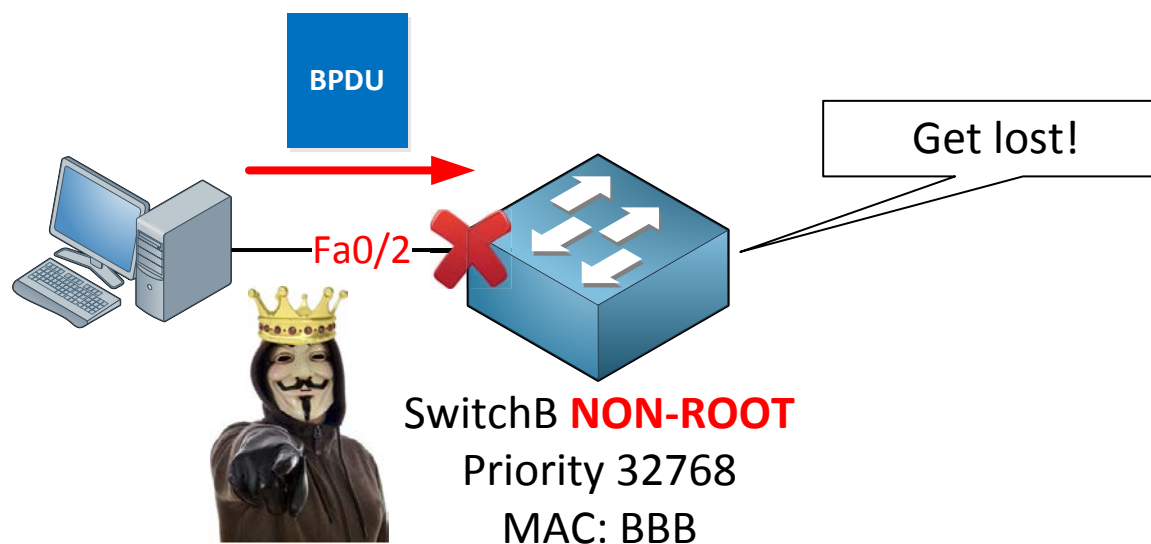 BPDU
Get lost!
Fa0/2
SwitchB NON-ROOT
Priority 32768
MAC: BBB